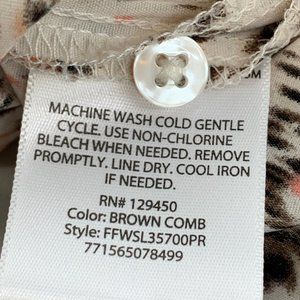 MACHINE WASH COLD GENTLE
CYCLE. USE NON-CHLORINE
BLEACH WHEN NEEDED. REMOVE
PROMPTLY. LINE DRY. COOL IRON
IF NEEDED.
RN# 129450
Color: BROWN COMB
Style: FFWSL35700PR
771565078499